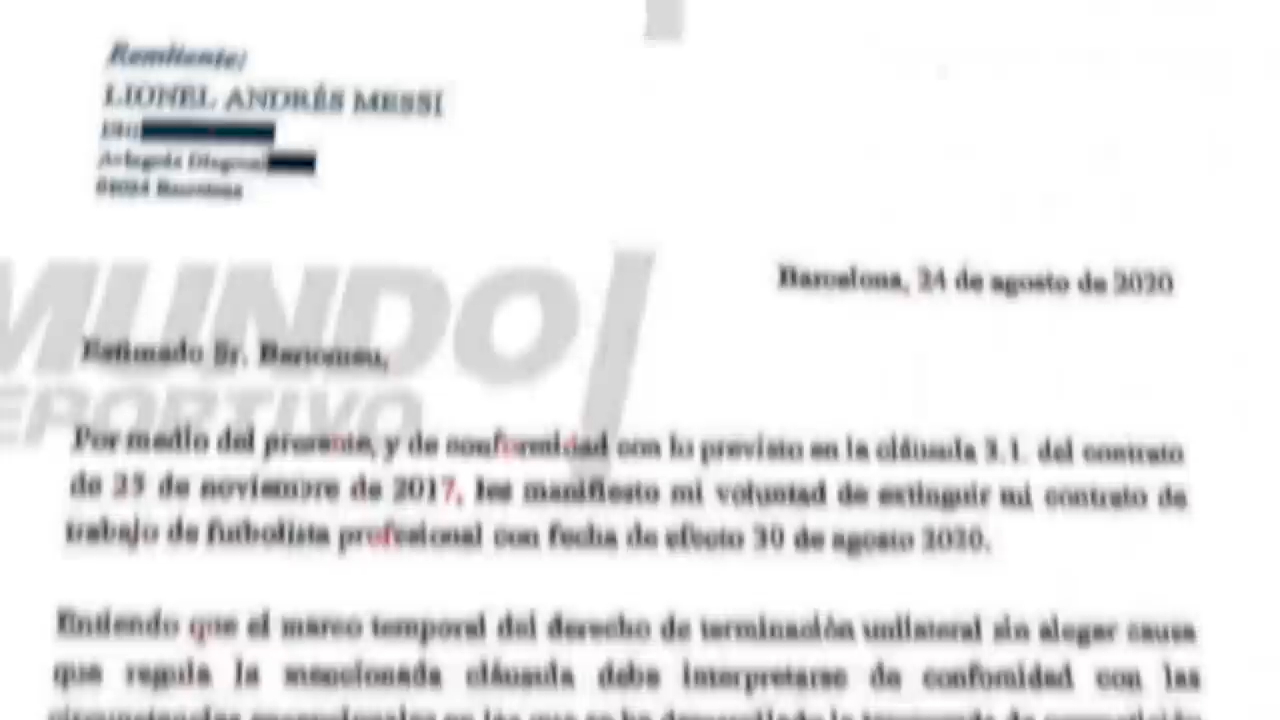 Remitente:
LIONEL ANDRÉS MESSI
Barcelona
Barcelona, 24 de agosto de 2020
MUNDO
DEPORTIVO
Estimado Sr. Bartomeu,
Por medio del presente, y de conformidad con lo previsto en la cláusula 3.1. del contrato
de 25 de noviembre de 2017, les manifiesto mi voluntad de extinguir mi contrato de
trabajo de futbolista profesional con fecha de efecto 30 de agosto 2020.
Entiendo que el marco temporal del derecho de terminación unilateral sin alegar causa
que regula la mencionada cláusula debe interpretarse de conformidad con las